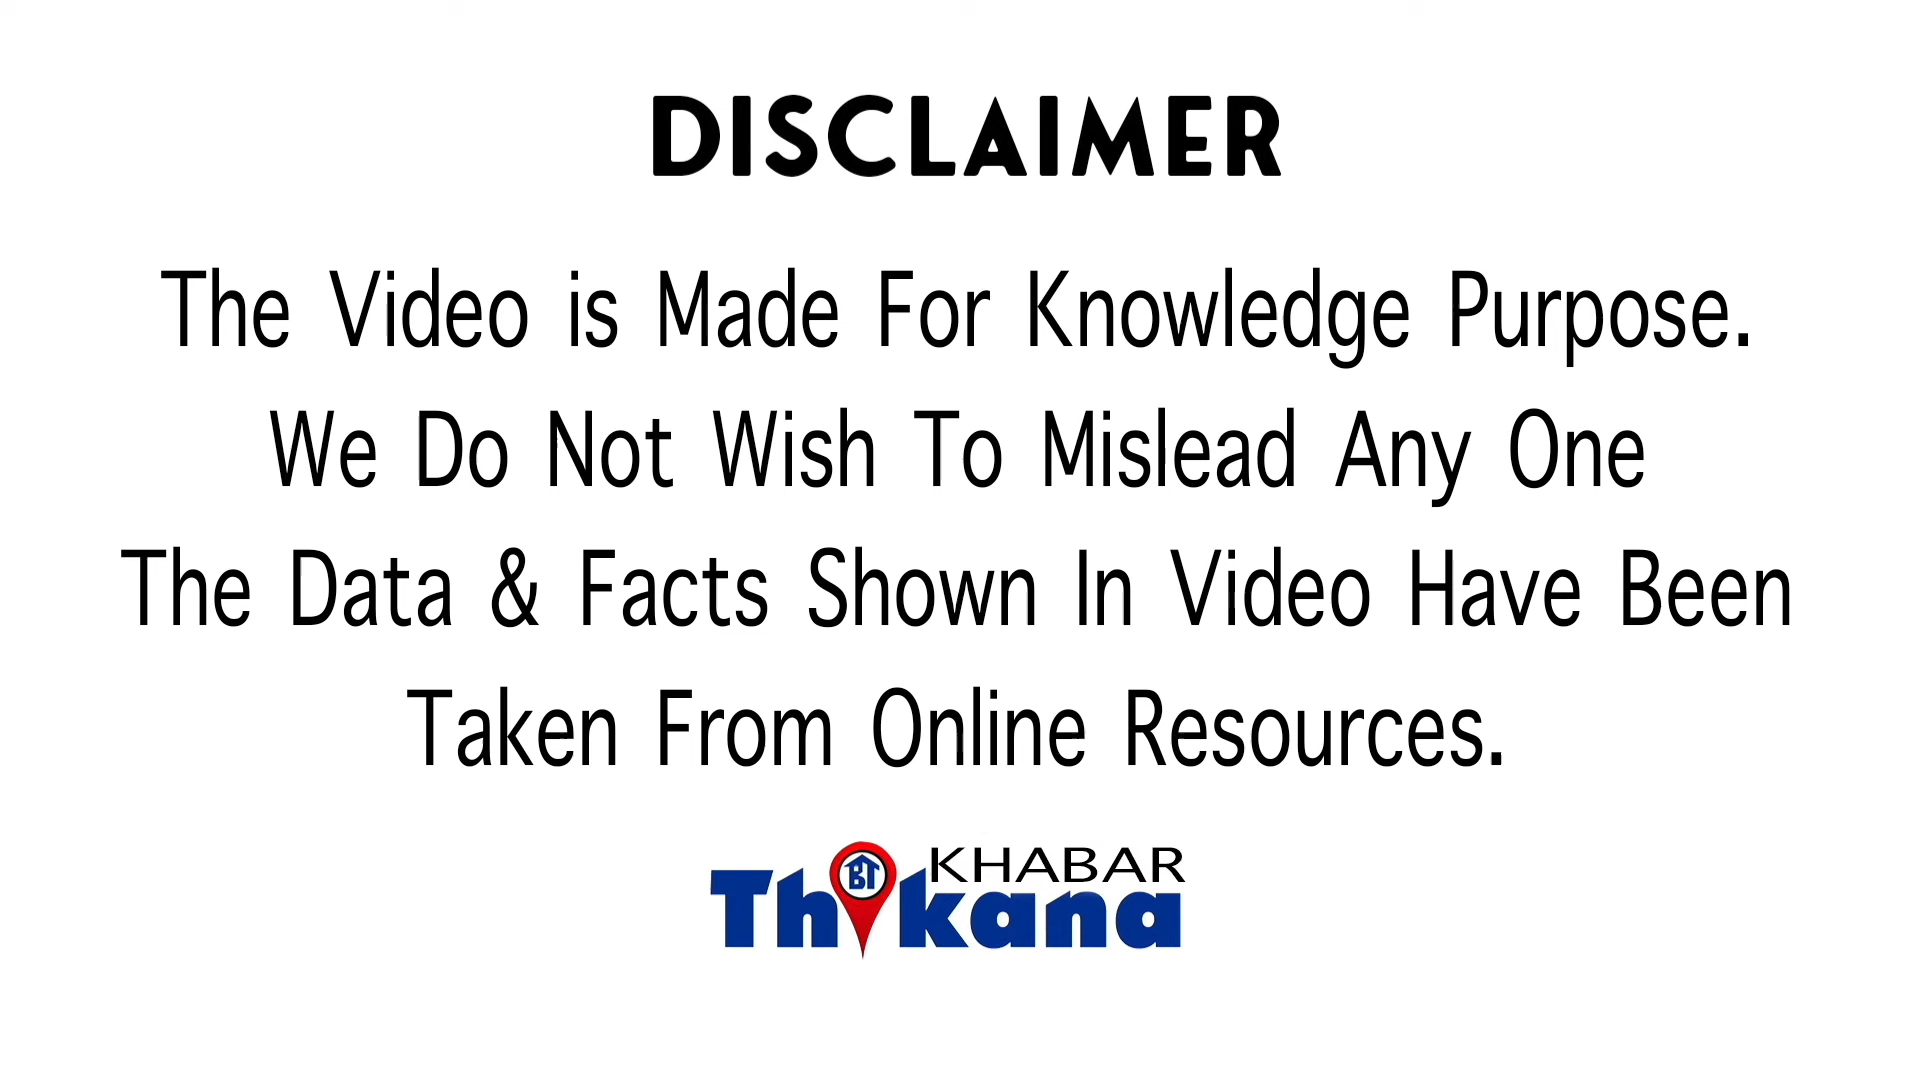 DISCLAIMER
The Video is Made For Knowledge Purpose.
We Do Not Wish To Mislead Any One
The Data & Facts Shown In Video Have Been
Taken From Online Resources.
KHABAR
BT
Thikana